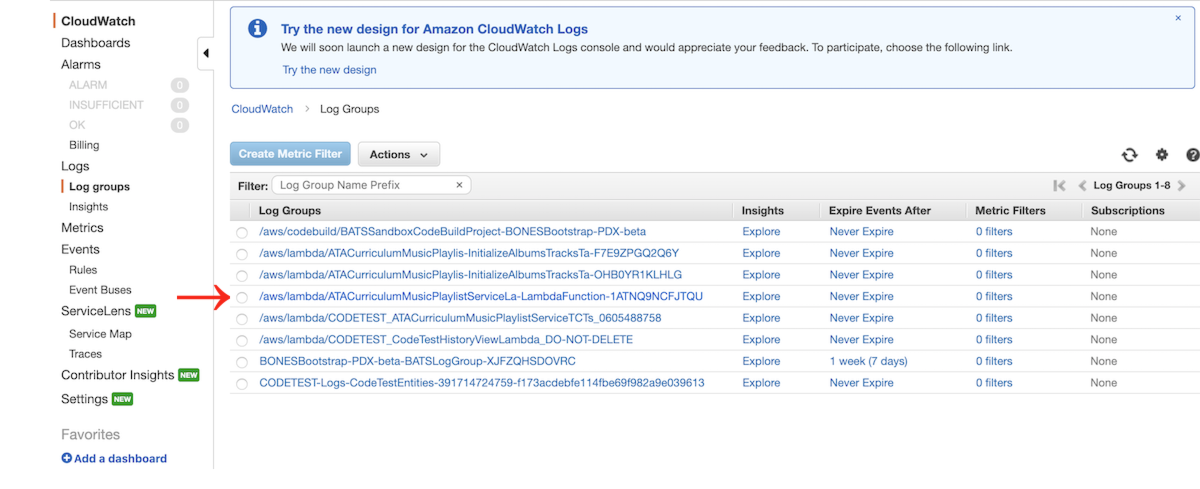 CloudWatch
Dashboards
Alarms
ALARM 0
INSUFFICIENT 0
OK 0
Billing
Logs
Log groups
Insights
Metrics
Events
Rules
Event Buses
ServiceLens NEW
Service Map
Traces
Contributor Insights NEW
Settings NEW
Favorites
Add a dashboard
Try the new design for Amazon CloudWatch Logs
We will soon launch a new design for the CloudWatch Logs console and would appreciate your feedback. To participate, choose the following link.
Try the new design
CloudWatch > Log Groups
Create Metric Filter Actions
Filter: Log Group Name Prefix × Log Groups 1-8
Log Groups Insights Expire Events After Metric Filters Subscriptions
/aws/codebuild/BATSSandboxCodeBuildProject-BONESBootstrap-PDX-beta Explore Never Expire 0 filters None
/aws/lambda/ATACurriculumMusicPlaylis-InitializeAlbumsTracksTa-F7E9ZPGQ2Q6Y Explore Never Expire 0 filters None
/aws/lambda/ATACurriculumMusicPlaylis-InitializeAlbumsTracksTa-OHB0YR1KLHLG Explore Never Expire 0 filters None
/aws/lambda/ATACurriculumMusicPlaylistServiceLa-LambdaFunction-1ATNQ9NCFJTQU Explore Never Expire 0 filters None
/aws/lambda/CODETEST_ATACurriculumMusicPlaylistServiceTCTs_0605488758 Explore Never Expire 0 filters None
/aws/lambda/CODETEST_CodeTestHistoryViewLambda_DO-NOT-DELETE Explore Never Expire 0 filters None
BONESBootstrap-PDX-beta-BATSLogGroup-XJFZQHSDOVRC Explore 1 week (7 days) 0 filters None
CODETEST-Logs-CodeTestEntities-391714724759-f173acdebfe114fbe69f982a9e039613 Explore Never Expire 0 filters None